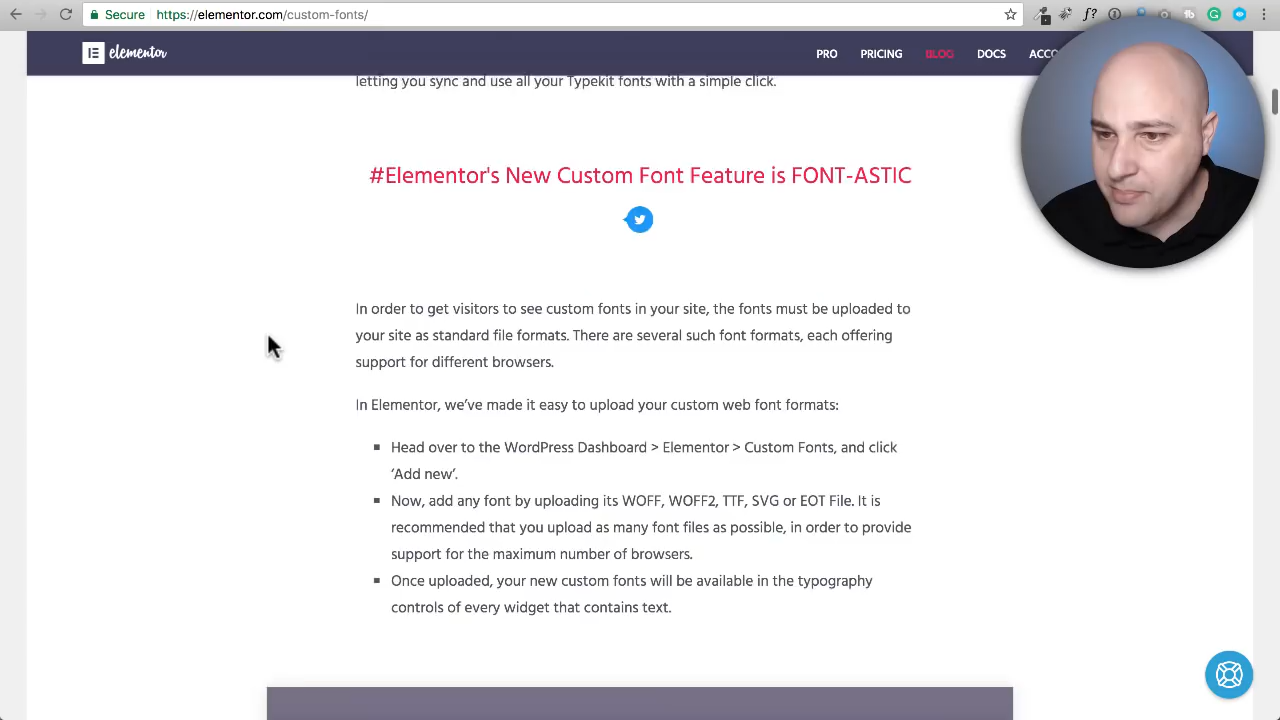 Secure
https://elementor.com/custom-fonts/
f?
tb
G
elementor
PRO
PRICING
BLOG
DOCS
letting you sync and use all your Typekit fonts with a simple click.
#Elementor's New Custom Font Feature is FONT-ASTIC
In order to get visitors to see custom fonts in your site, the fonts must be uploaded to
your site as standard file formats. There are several such font formats, each offering
support for different browsers.
In Elementor, we've made it easy to upload your custom web font formats:
Head over to the WordPress Dashboard > Elementor > Custom Fonts, and click
‘Add new’.
Now, add any font by uploading its WOFF, WOFF2, TTF, SVG or EOT File. It is
recommended that you upload as many font files as possible, in order to provide
support for the maximum number of browsers.
Once uploaded, your new custom fonts will be available in the typography
controls of every widget that contains text.